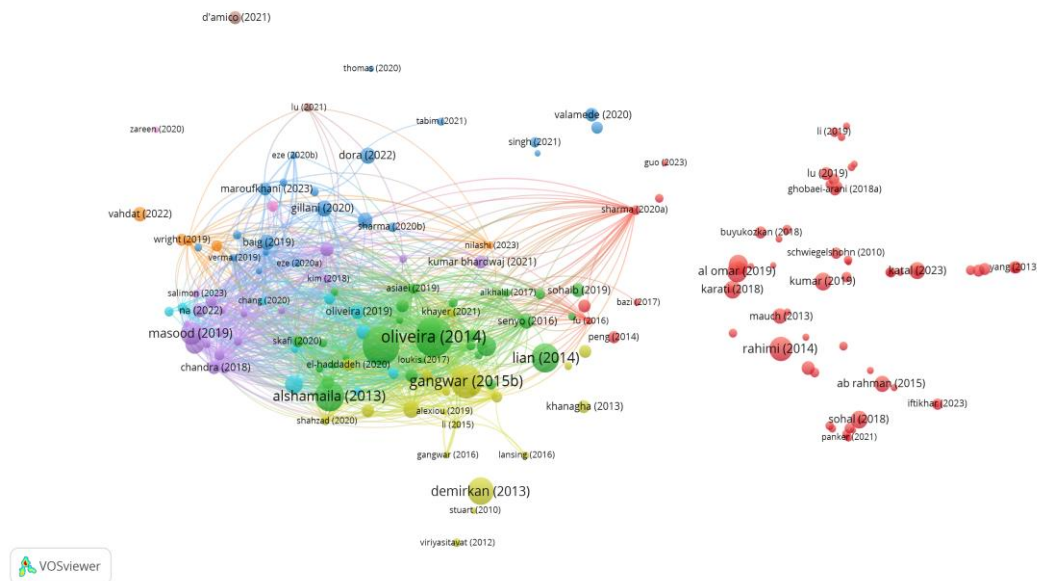 d'amico (2021)
thomas (2020)
lu (2021)
tabim (2021)
valamede (2020)
zareen (2020)
li (2019)
singh (2021)
eze (2020b)
dora (2022)
guo (2023)
lu (2019)
maroufkhani (2023)
ghobaei-arani (2018a)
gillani (2020)
sharma (2020a)
vahdat (2022)
sharma (2020b)
buyukozkan (2018)
wright (2019)
baig (2019)
nilashi (2023)
schwiegelshohn (2010)
verma (2019)
eze (2020a)
kumar bhardwaj (2021)
al omar (2019)
katal (2023)
yang (2013)
kim (2018)
kumar (2019)
asiaei (2019)
karati (2018)
salimon (2023)
chang (2020)
alkhalil (2017)
sohaib (2019)
bazi (2017)
na (2022)
oliveira (2019)
khayer (2021)
mauch (2013)
senyo (2016)
fu (2016)
masood (2019)
oliveira (2014)
peng (2014)
skafi (2020)
rahimi (2014)
loukis (2017)
lian (2014)
el-haddadeh (2020)
chandra (2018)
gangwar (2015b)
ab rahman (2015)
alshamaila (2013)
iftikhar (2023)
khanagha (2013)
alexiou (2019)
shahzad (2020)
li (2015)
sohal (2018)
panker (2021)
gangwar (2016)
lansing (2016)
demirkan (2013)
stuart (2010)
viriyasitavat (2012)
VOSviewer